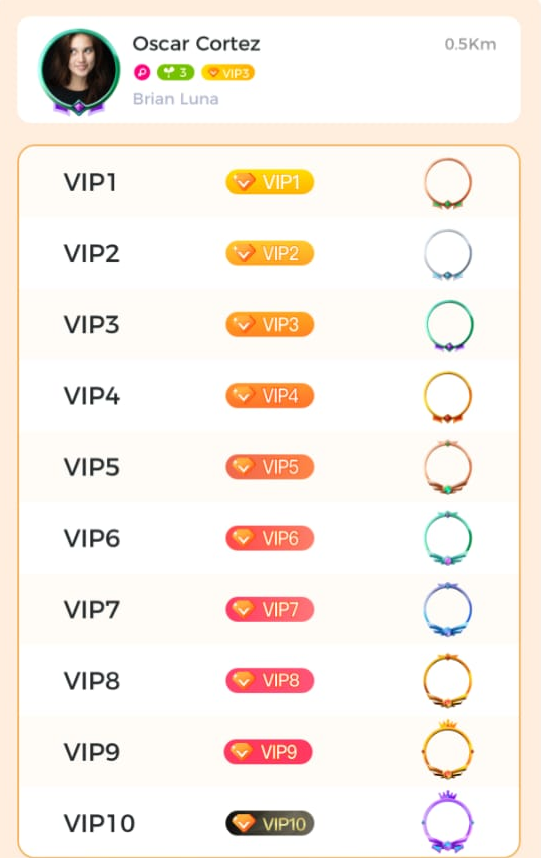 Oscar Cortez 0.5Km
3 VIP3
Brian Luna
VIP1 VIP1
VIP2 VIP2
VIP3 VIP3
VIP4 VIP4
VIP5 VIP5
VIP6 VIP6
VIP7 VIP7
VIP8 VIP8
VIP9 VIP9
VIP10 VIP10